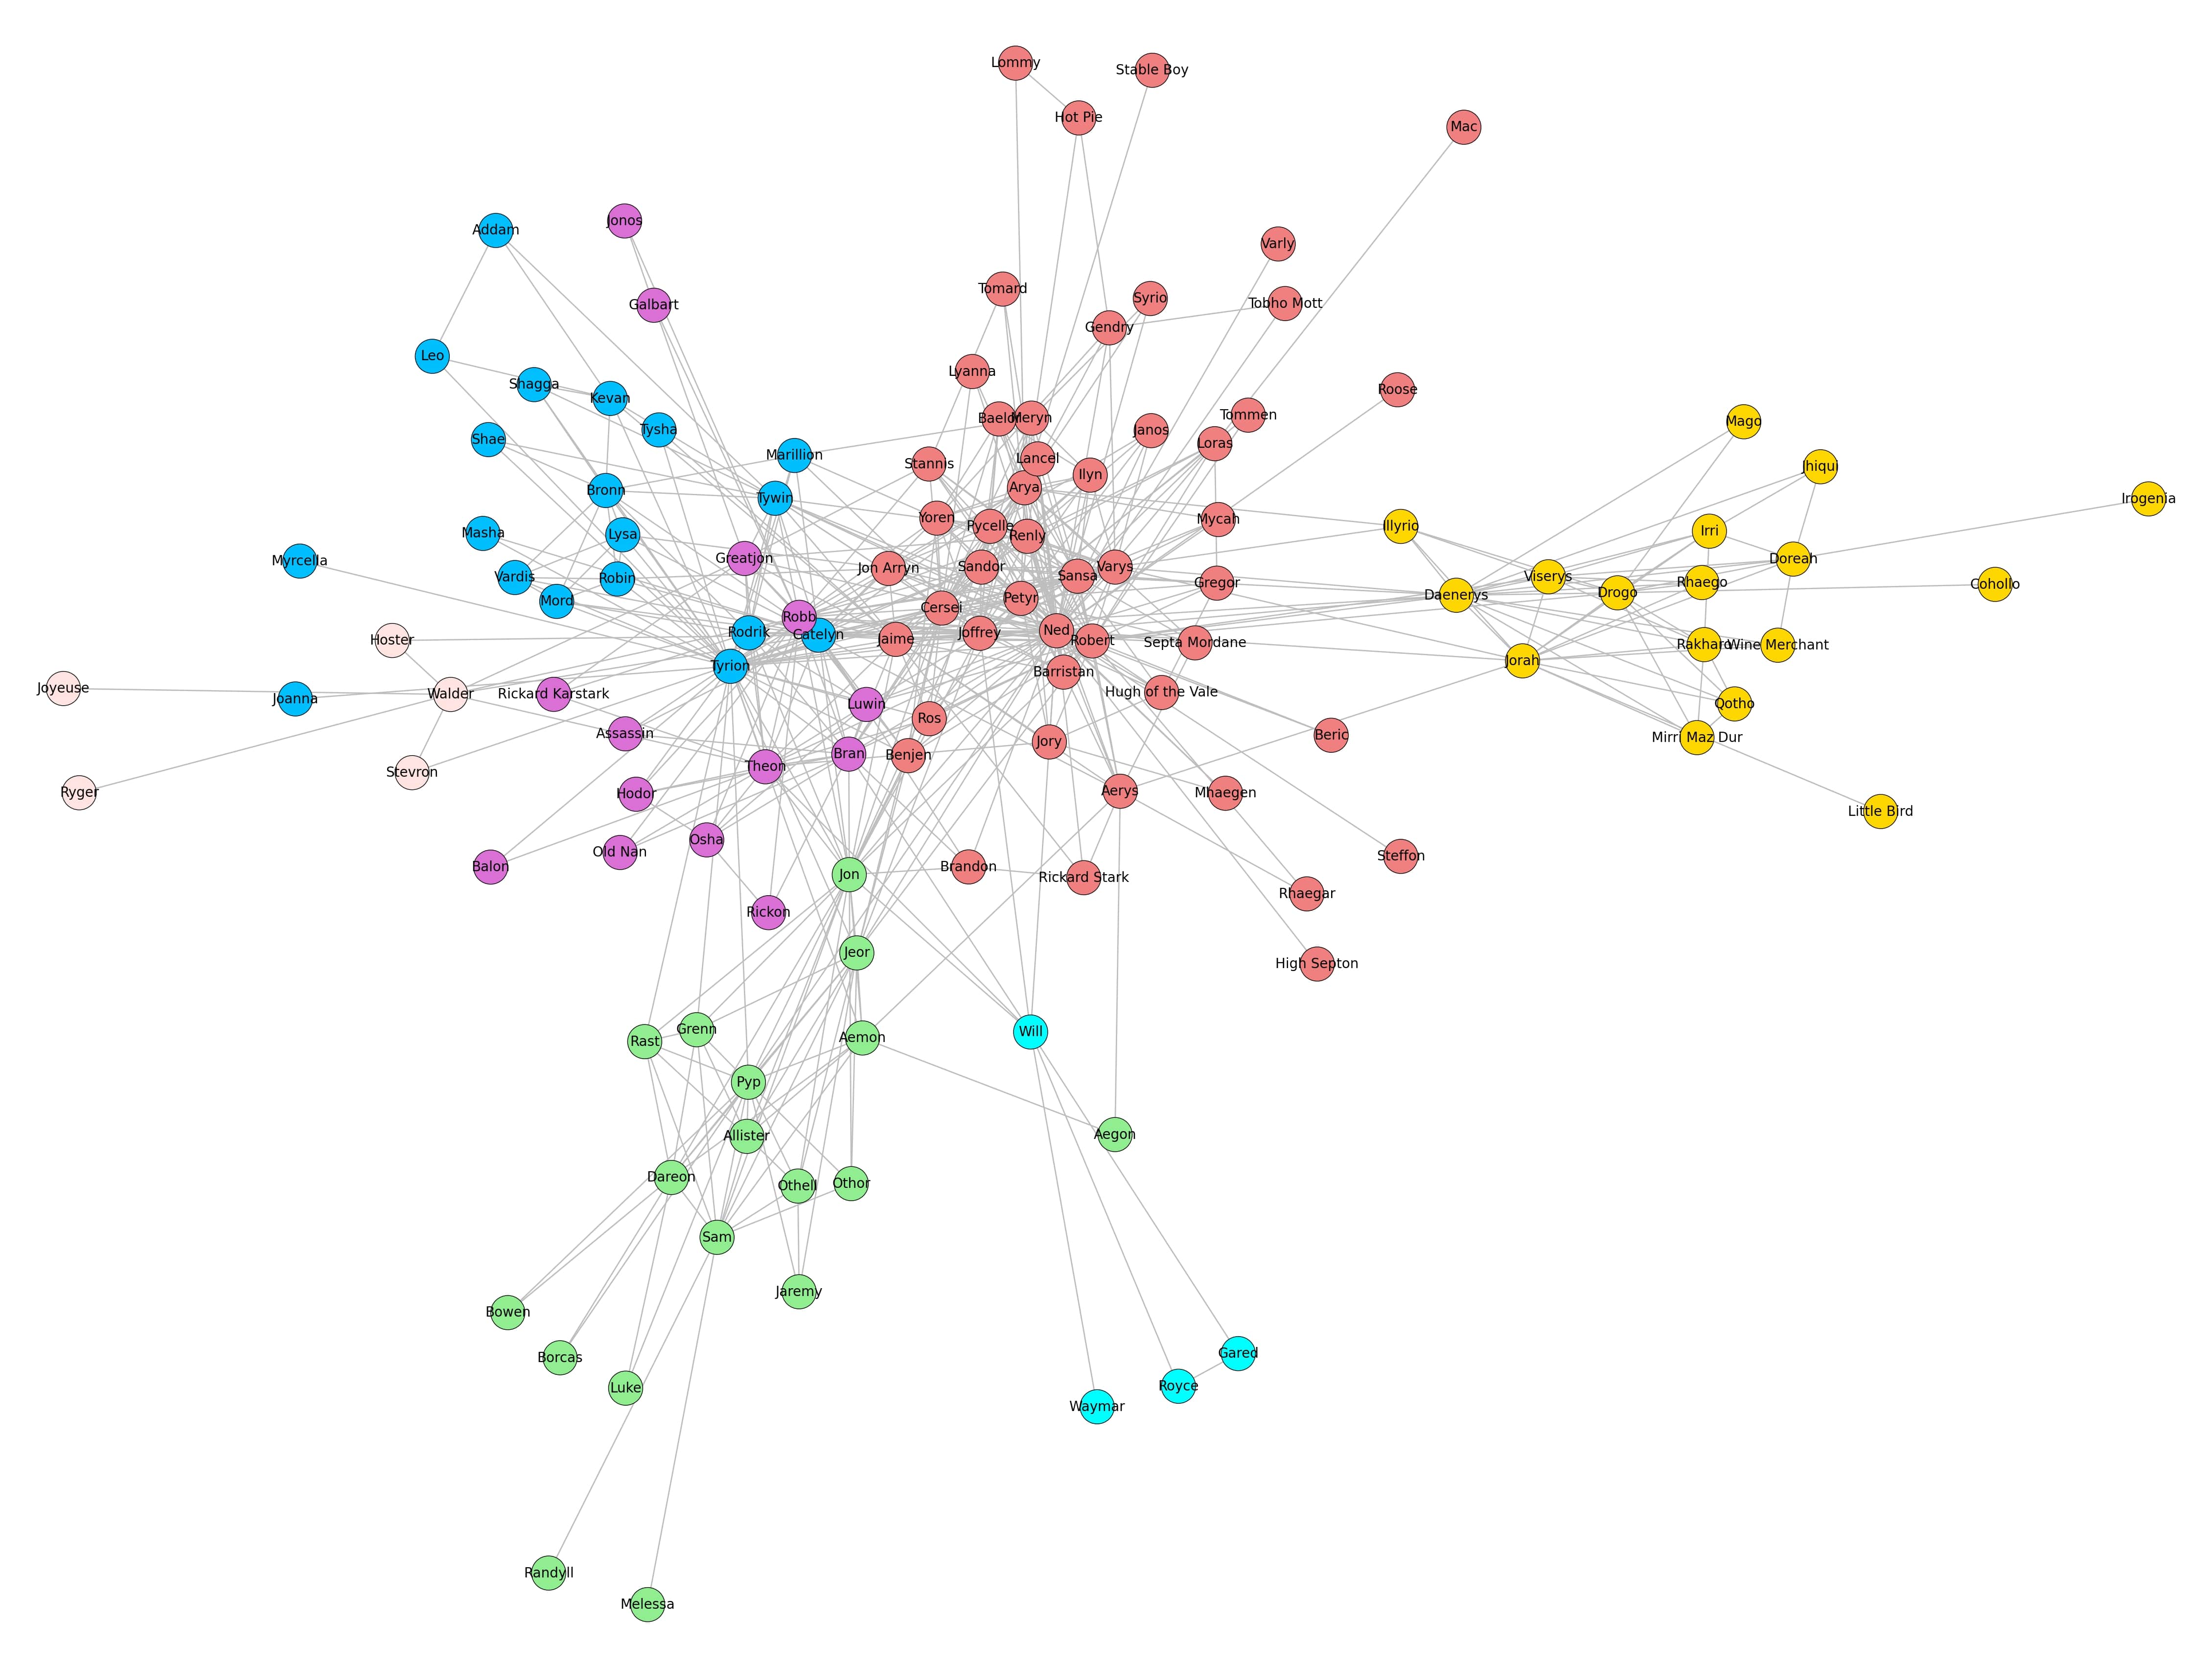 Lommy
Stable Boy
Hot Pie
Mac
Jonos
Addam
Varly
Tomard
Syrio
Tobho Mott
Galbart
Gendry
Leo
Lyanna
Shagga
Roose
Kevan
Tommen
Baelor
Meryn
Mago
Tysha
Janos
Shae
Loras
Marillion
Lancel
Stannis
Jhiqui
Ilyn
Arya
Bronn
Tywin
Irogenia
Yoren
Mycah
Pycelle
Illyrio
Irri
Masha
Lysa
Renly
Greatjon
Doreah
Myrcella
Sandor
Varys
Jon Arryn
Vardis
Robin
Sansa
Viserys
Gregor
Rhaego
Cohollo
Drogo
Daenerys
Petyr
Mord
Cersei
Robb
Ned
Rodrik
Catelyn
Joffrey
Jaime
Hoster
Robert
Septa Mordane
Rakharo
Wine Merchant
Jorah
Tyrion
Barristan
Joyeuse
Hugh of the Vale
Walder
Rickard Karstark
Joanna
Luwin
Qotho
Ros
Assassin
Beric
Mirri Maz Dur
Jory
Bran
Benjen
Theon
Stevron
Aerys
Ryger
Mhaegen
Hodor
Little Bird
Osha
Old Nan
Steffon
Balon
Brandon
Jon
Rickard Stark
Rhaegar
Rickon
Jeor
High Septon
Grenn
Will
Aemon
Rast
Pyp
Aegon
Allister
Dareon
Othor
Othell
Sam
Jaremy
Bowen
Gared
Borcas
Royce
Luke
Waymar
Randyll
Melessa